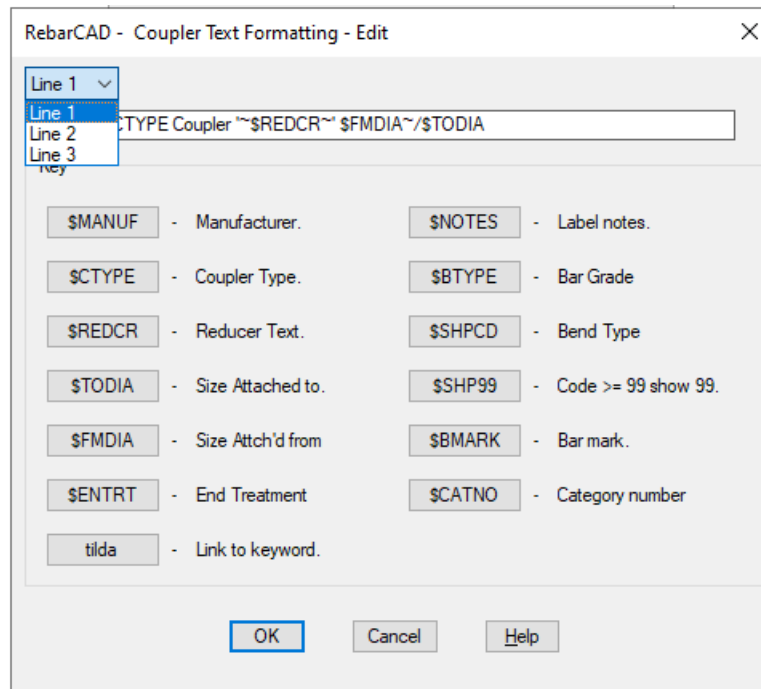 RebarCAD - Coupler Text Formatting - Edit
Line 1
Line 1
Line 2
Line 3
CTYPE Coupler '~$REDCR~' $FMDIA~/$TODIA
Key
$MANUF - Manufacturer.
$NOTES - Label notes.
$CTYPE - Coupler Type.
$BTYPE - Bar Grade
$REDCR - Reducer Text.
$SHPCD - Bend Type
$TODIA - Size Attached to.
$SHP99 - Code >= 99 show 99.
$FMDIA - Size Attch'd from
$BMARK - Bar mark.
$ENTRT - End Treatment
$CATNO - Category number
tilda - Link to keyword.
OK
Cancel
Help